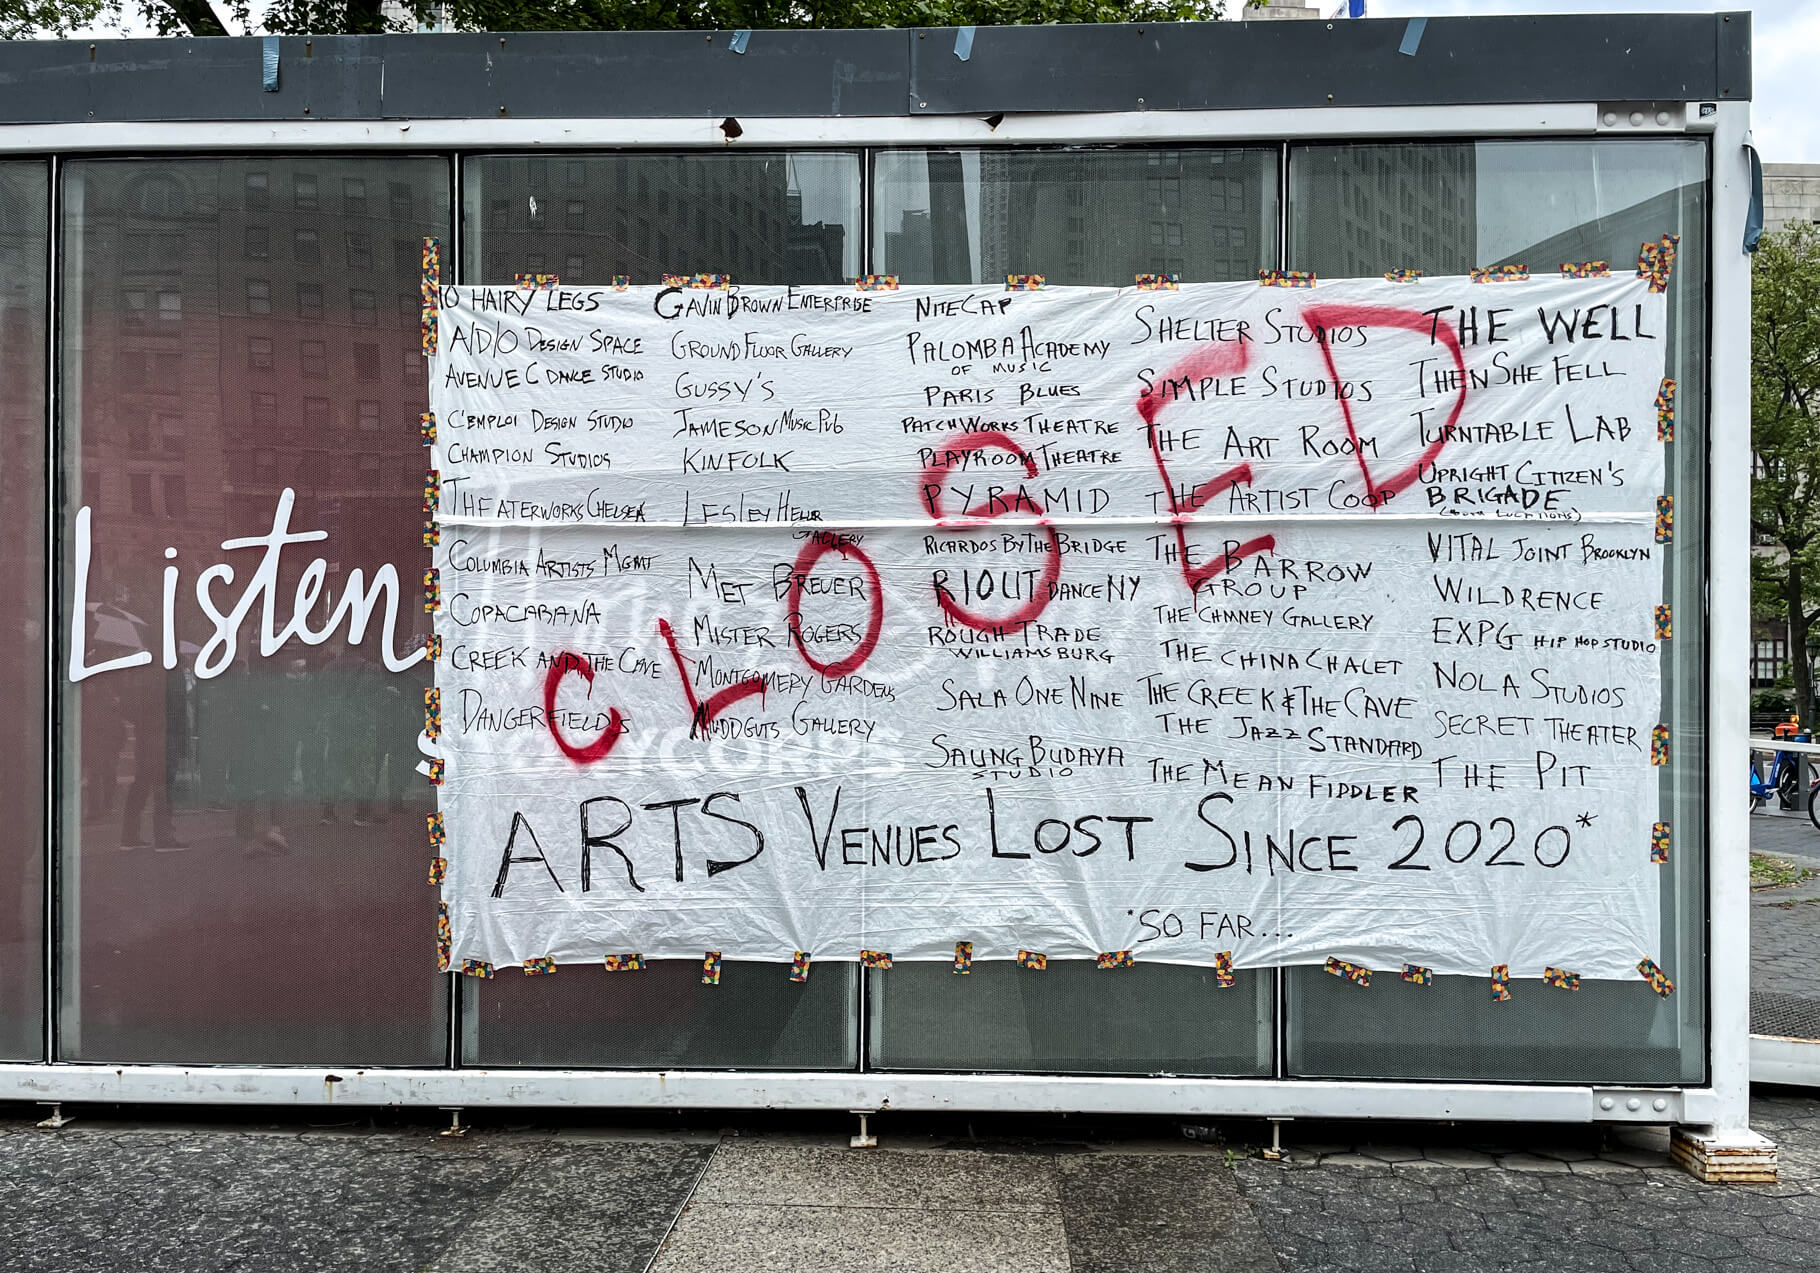 Listen
10 HAIRY LEGS
A/D/O DESIGN SPACE
AVENUE C DANCE STUDIO
C'EMPLOI DESIGN STUDIO
CHAMPION STUDIOS
THEATERWORKS CHELSEA
COLUMBIA ARTISTS MGMT
COPACABANA
CREEK AND THE CAVE
DANGERFIELD'S
GAVIN BROWN ENTERPRISE
GROUND FLOOR GALLERY
GUSSY'S
JAMESON MUSIC PUB
KINFOLK
LESLEY HELLER
GALLERY
MET BREUER
MISTER ROGERS
MONTGOMERY GARDENS
MUDDGUTS GALLERY
NITECAP
PALOMBA ACADEMY
OF MUSIC
PARIS BLUES
PATCHWORKS THEATRE
PLAYROOM THEATRE
PYRAMID
RICARDOS BY THE BRIDGE
RIOULT DANCE NY
ROUGH TRADE
WILLIAMSBURG
SALA ONE NINE
SAUNG BUDAYA
STUDIO
SHELTER STUDIOS
SIMPLE STUDIOS
THE ART ROOM
THE ARTIST COOP
THE BARROW
GROUP
THE CHIMNEY GALLERY
THE CHINA CHALET
THE CREEK & THE CAVE
THE JAZZ STANDARD
THE MEAN FIDDLER
THE WELL
THEN SHE FELL
TURNTABLE LAB
UPRIGHT CITIZEN'S
BRIGADE
(BOTH LOCATIONS)
VITAL JOINT BROOKLYN
WILDRENCE
EXPG HIP HOP STUDIO
NOLA STUDIOS
SECRET THEATER
THE PIT
CLOSED
ARTS VENUES LOST SINCE 2020*
*SO FAR...